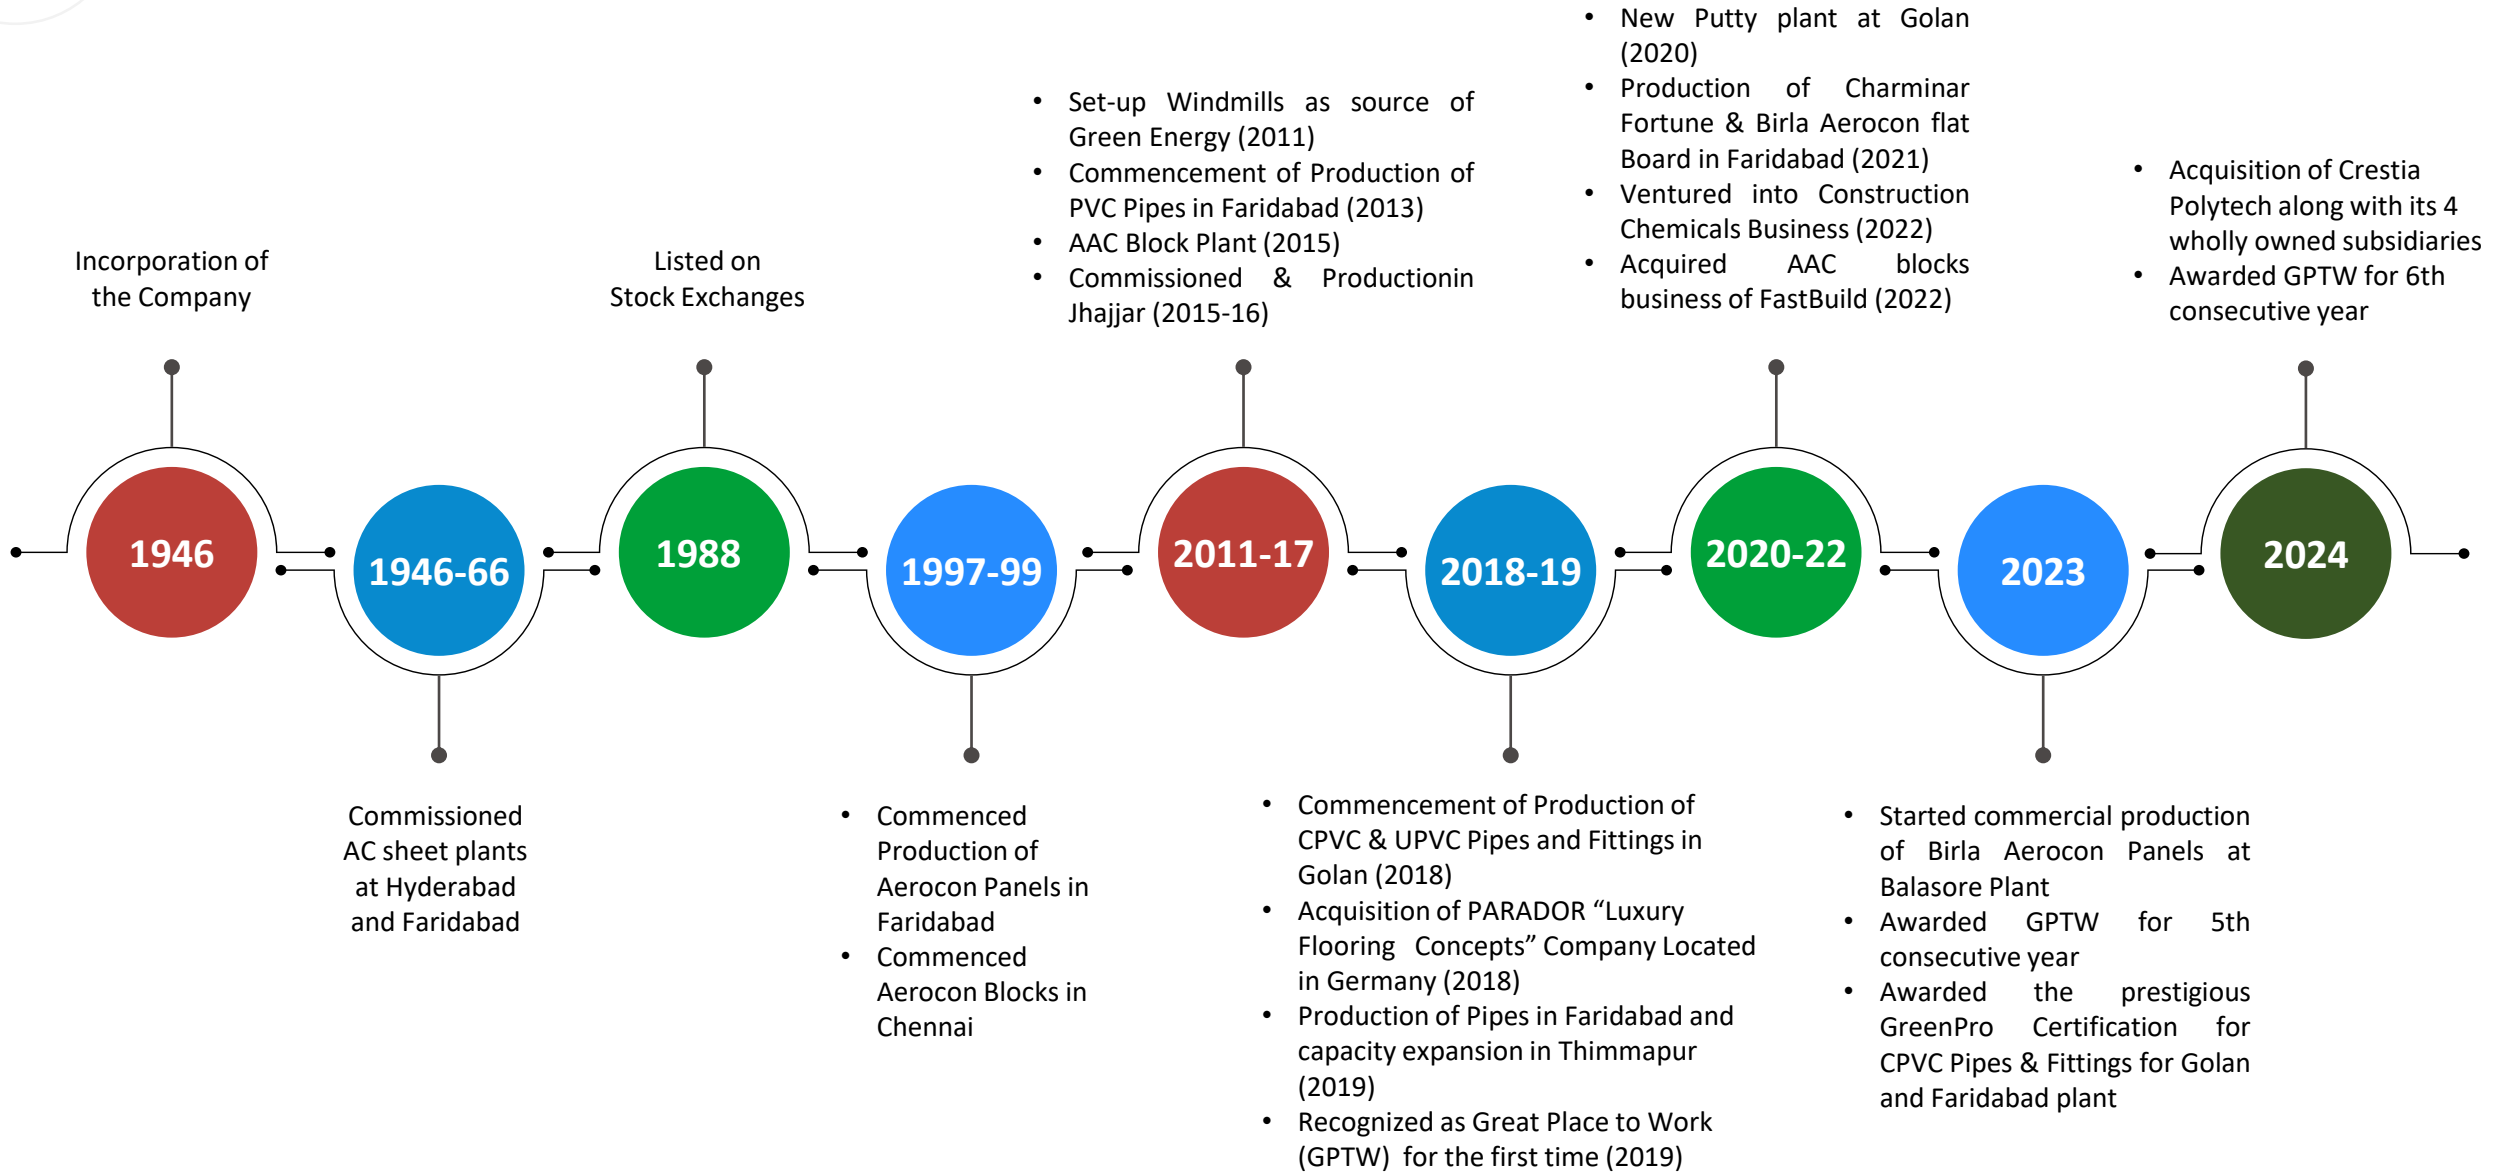 Incorporation of
the Company
1946
1946-66
Commissioned
AC sheet plants
at Hyderabad
and Faridabad
Listed on
Stock Exchanges
1988
1997-99
• Commenced
Production of
Aerocon Panels in
Faridabad
• Commenced
Aerocon Blocks in
Chennai
• Set-up Windmills as source of
Green Energy (2011)
• Commencement of Production of
PVC Pipes in Faridabad (2013)
• AAC Block Plant (2015)
• Commissioned & Productionin
Jhajjar (2015-16)
2011-17
2018-19
• Commencement of Production of
CPVC & UPVC Pipes and Fittings in
Golan (2018)
• Acquisition of PARADOR “Luxury
Flooring Concepts” Company Located
in Germany (2018)
• Production of Pipes in Faridabad and
capacity expansion in Thimmapur
(2019)
• Recognized as Great Place to Work
(GPTW) for the first time (2019)
• New Putty plant at Golan
(2020)
• Production of Charminar
Fortune & Birla Aerocon flat
Board in Faridabad (2021)
• Ventured into Construction
Chemicals Business (2022)
• Acquired AAC blocks
business of FastBuild (2022)
2020-22
2023
• Started commercial production
of Birla Aerocon Panels at
Balasore Plant
• Awarded GPTW for 5th
consecutive year
• Awarded the prestigious
GreenPro Certification for
CPVC Pipes & Fittings for Golan
and Faridabad plant
• Acquisition of Crestia
Polytech along with its 4
wholly owned subsidiaries
• Awarded GPTW for 6th
consecutive year
2024